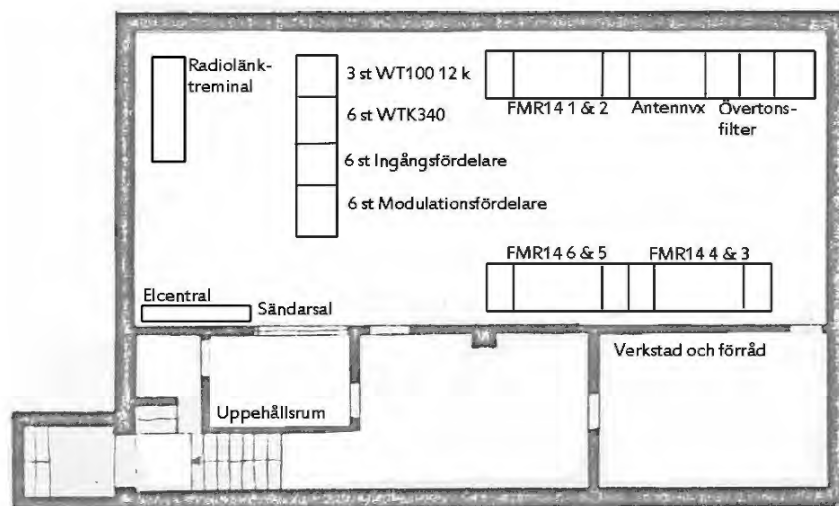 Radiolänk-
treminal
3 st WT100 12 k
6 st WTK340
6 st Ingångsfördelare
6 st Modulationsfördelare
FMR14 1 & 2
Antennvx
Övertons-
filter
FMR14 6 & 5
FMR14 4 & 3
Elcentral
Sändarsal
Uppehållsrum
Verkstad och förråd